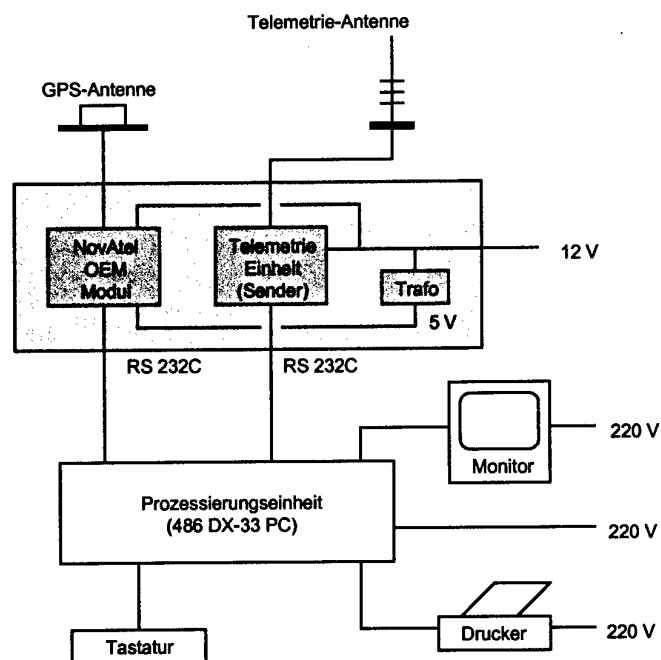 Telemetrie-Antenne
GPS-Antenne
NovAtel
OEM
Modul
Telemetrie
Einheit
(Sender)
Trafo
12 V
5 V
RS 232C
RS 232C
Monitor
220 V
Prozessierungseinheit
(486 DX-33 PC)
220 V
Tastatur
Drucker
220 V